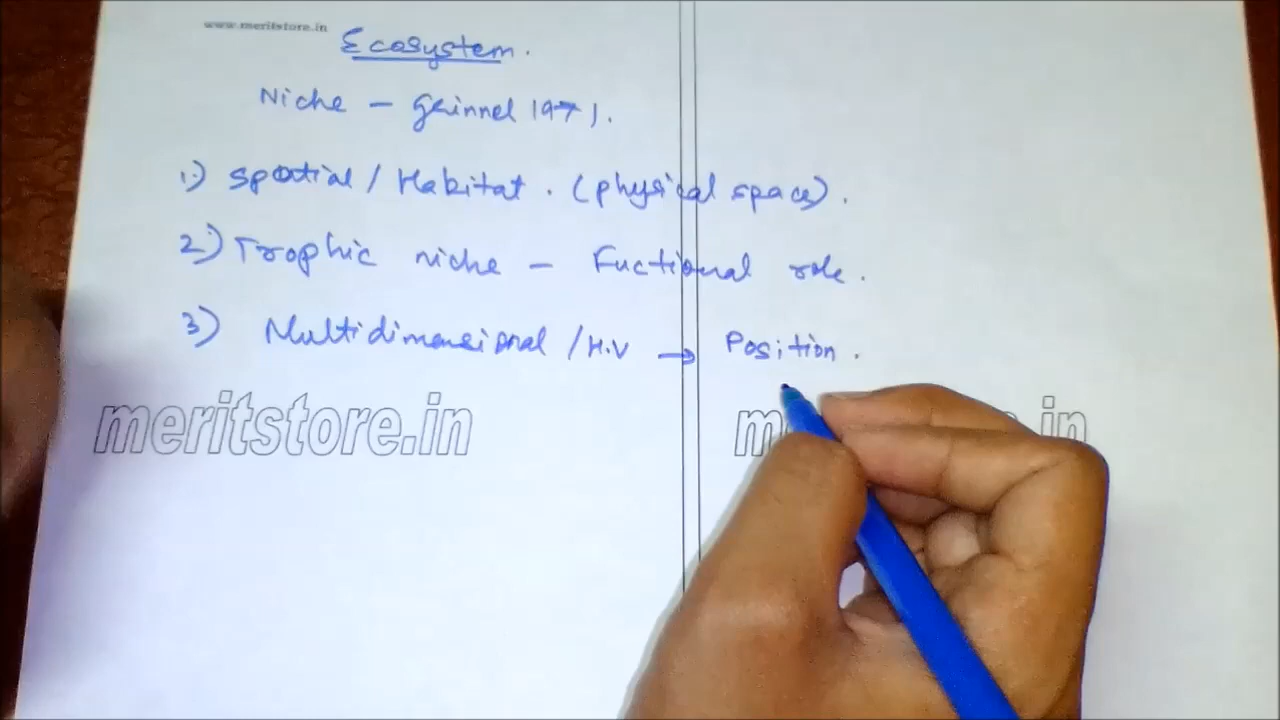 www.meritstore.in
Ecosystem.
Niche - Grinnel 1971.
1.) Spatial / Habitat. (physical space).
2.) Trophic niche - Fuctional role.
3) Multidimensional / H.V → Position.
meritstore.in